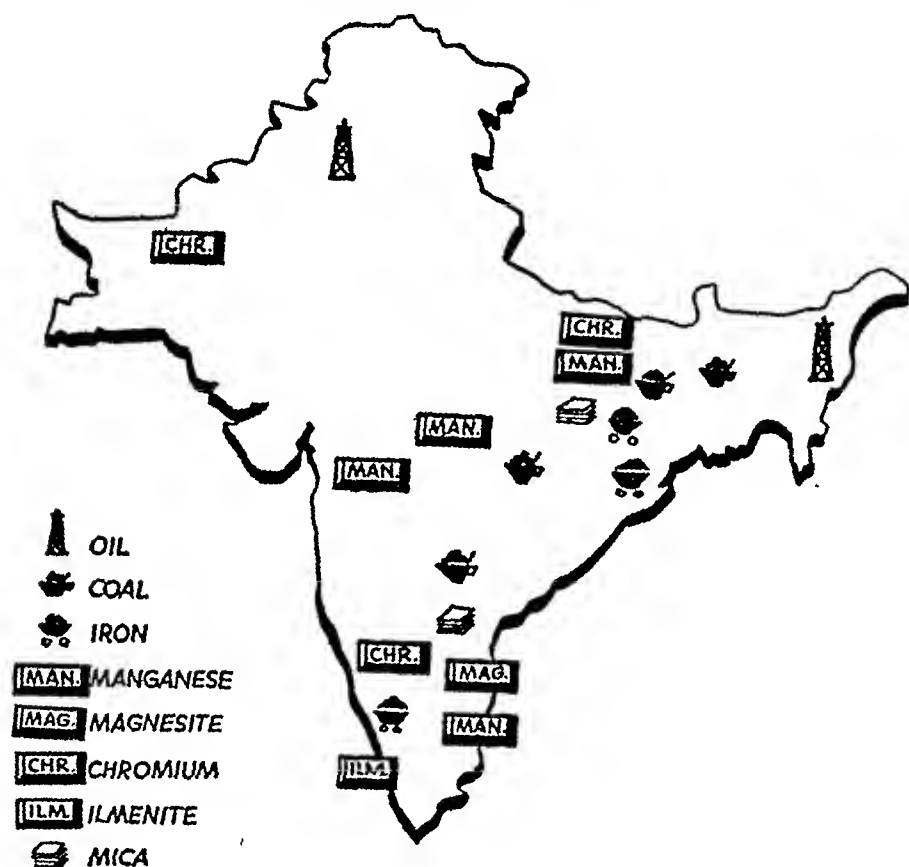 CHR.
CHR.
MAN.
MAN.
MAN.
CHR.
MAG.
MAN.
ILM.
OIL
COAL
IRON
MAN. MANGANESE
MAG. MAGNESITE
CHR. CHROMIUM
ILM. ILMENITE
MICA